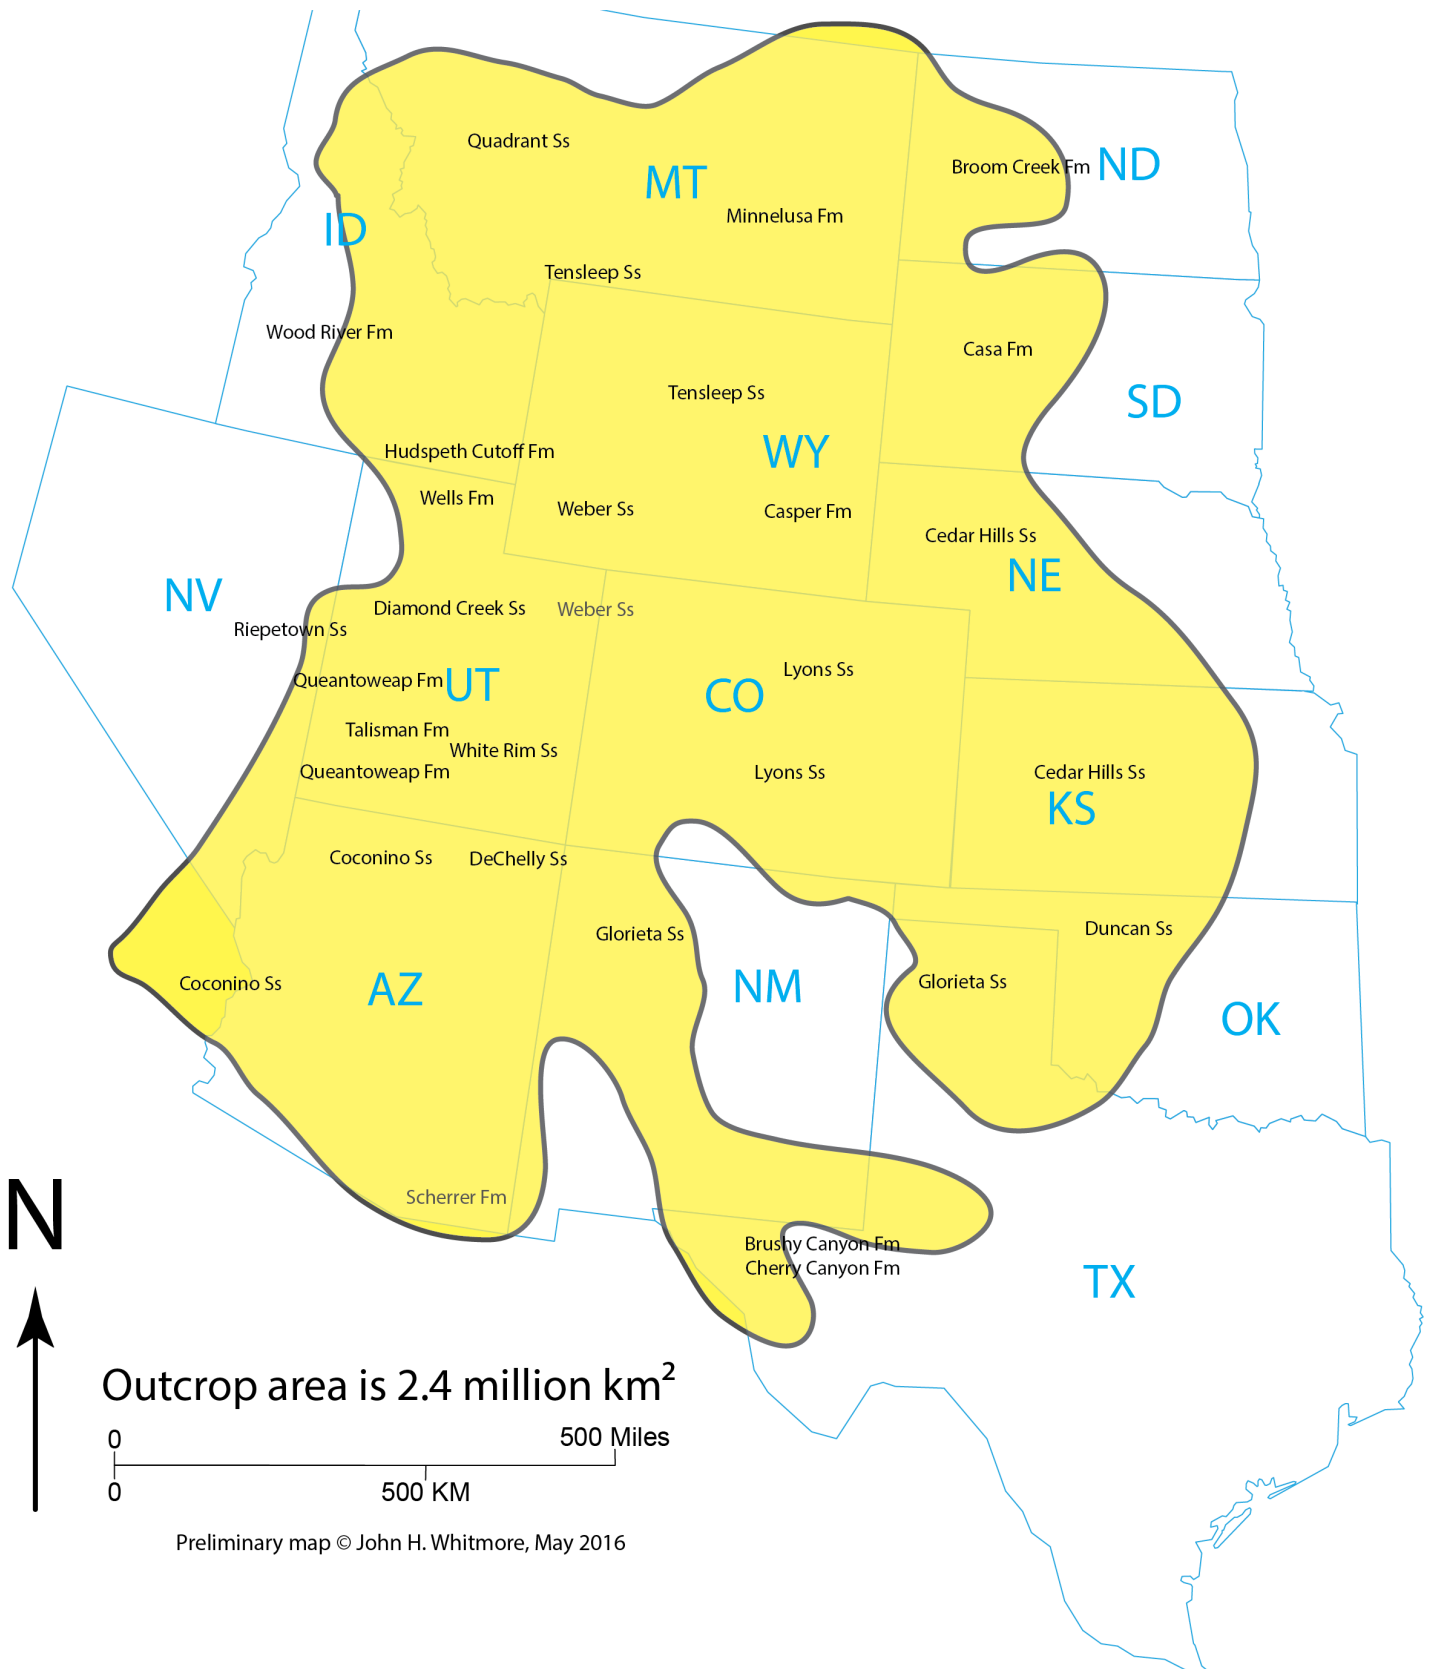 Quadrant Ss
MT
Broom Creek Fm
ND
Minnelusa Fm
ID
Tensleep Ss
Wood River Fm
Casa Fm
Tensleep Ss
SD
WY
Hudspeth Cutoff Fm
Wells Fm
Weber Ss
Casper Fm
Cedar Hills Ss
NE
NV
Diamond Creek Ss
Weber Ss
Riepetown Ss
Lyons Ss
Queantoweap Fm
UT
CO
Talisman Fm
White Rim Ss
Queantoweap Fm
Lyons Ss
Cedar Hills Ss
KS
Coconino Ss
DeChelly Ss
Glorieta Ss
Duncan Ss
Coconino Ss
AZ
NM
Glorieta Ss
OK
Scherrer Fm
N
Brushy Canyon Fm
Cherry Canyon Fm
TX
Outcrop area is 2.4 million km²
0
500 Miles
0
500 KM
Preliminary map © John H. Whitmore, May 2016